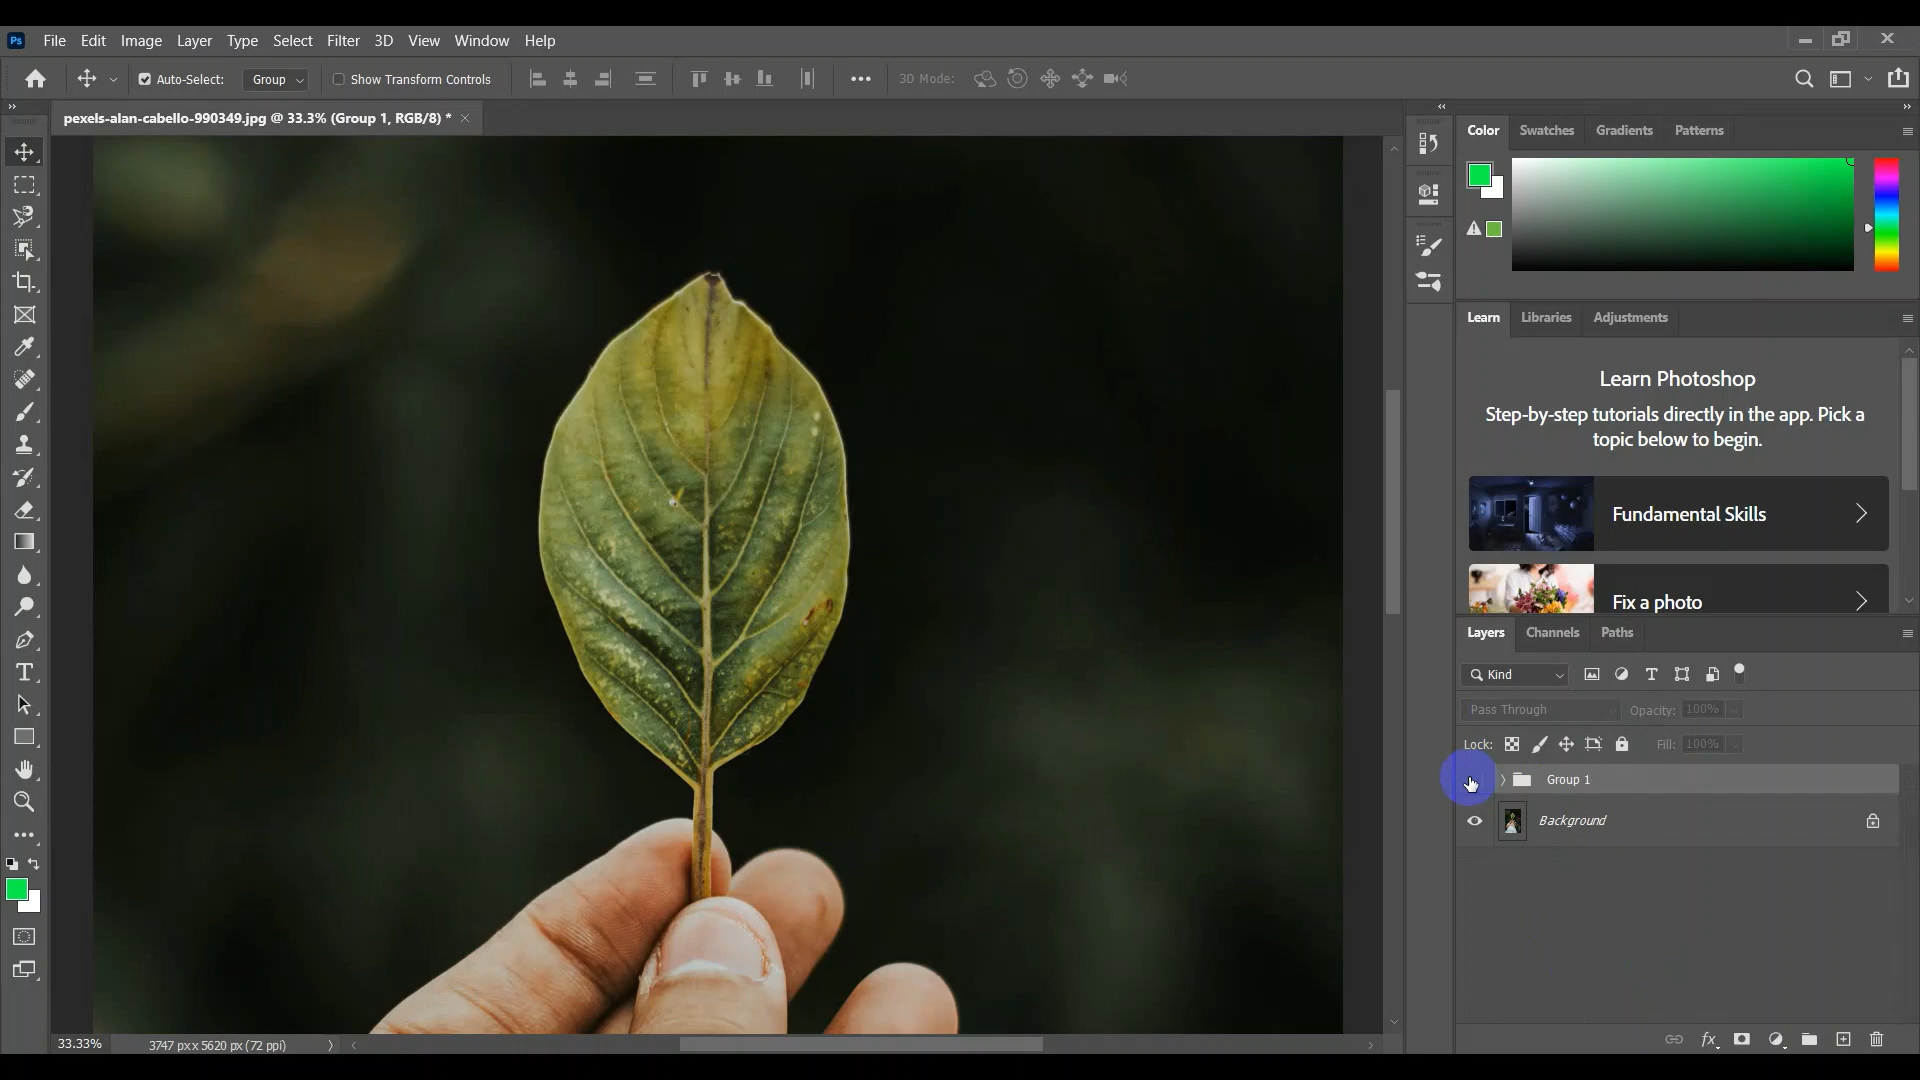 Ps File Edit Image Layer Type Select Filter 3D View Window Help
Auto-Select: Group Show Transform Controls 3D Mode:
pexels-alan-cabello-990349.jpg @ 33.3% (Group 1, RGB/8) *
Color Swatches Gradients Patterns
Learn Libraries Adjustments
Learn Photoshop
Step-by-step tutorials directly in the app. Pick a
topic below to begin.
Fundamental Skills
Fix a photo
Layers Channels Paths
Kind
Pass Through Opacity: 100%
Lock: Fill: 100%
Group 1
Background
33.33% 3747 px x 5620 px (72 ppi)